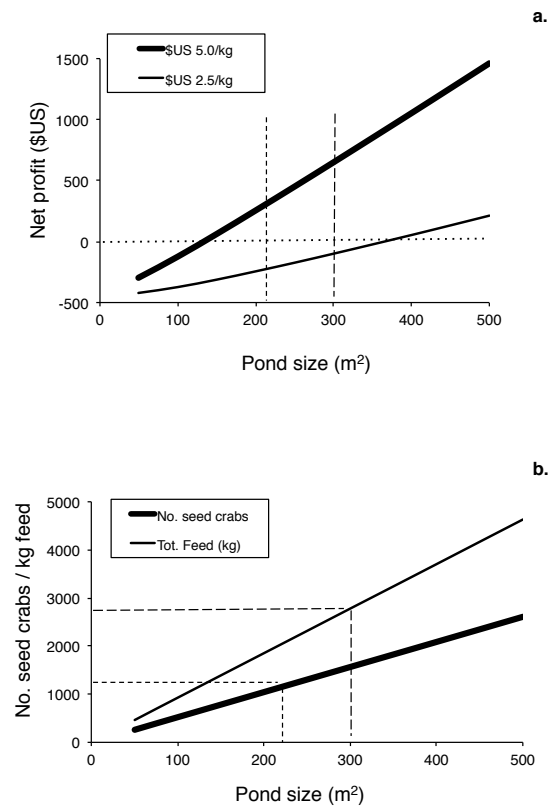 a.
$US 5.0/kg
$US 2.5/kg
1500
1000
500
0
-500
Net profit ($US)
0 100 200 300 400 500
Pond size (m²)
b.
No. seed crabs
Tot. Feed (kg)
5000
4000
3000
2000
1000
0
No. seed crabs / kg feed
0 100 200 300 400 500
Pond size (m²)